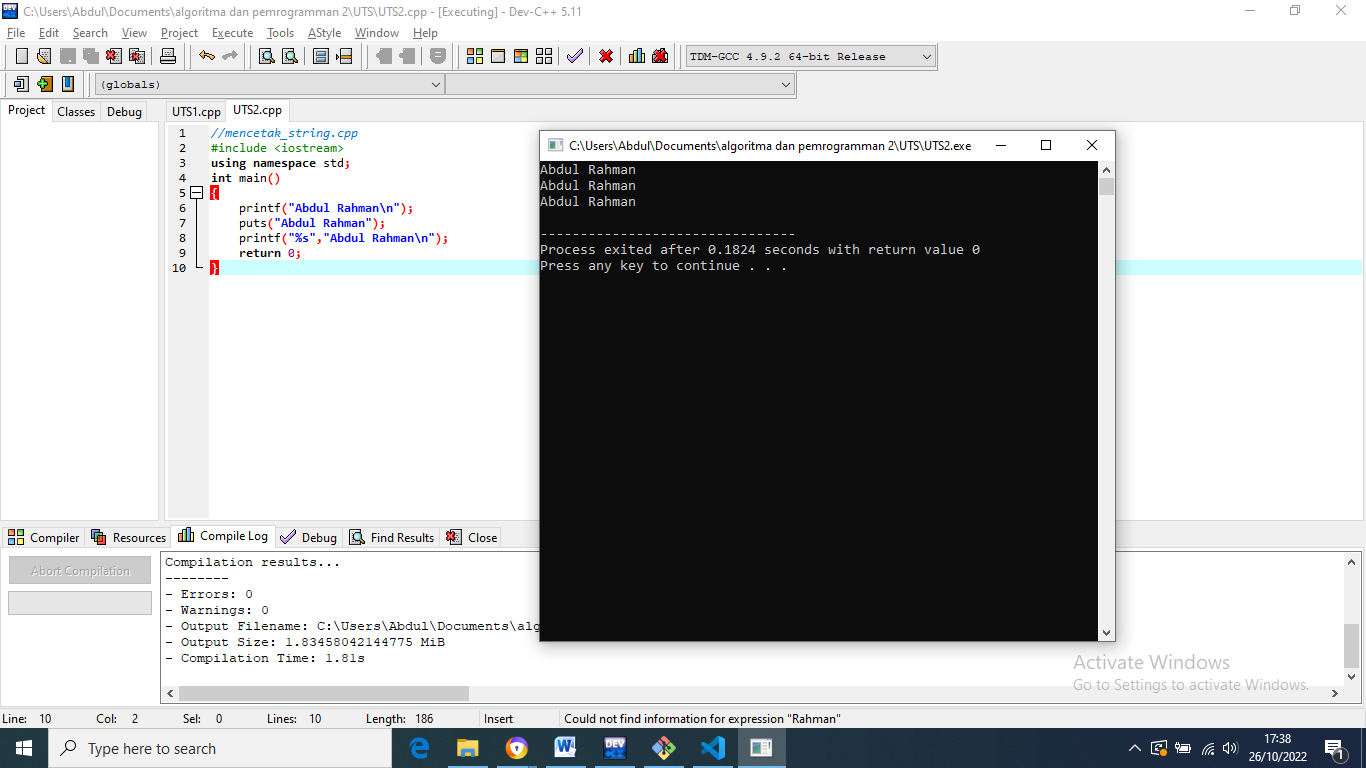 C:\Users\Abdul\Documents\algoritma dan pemrogramman 2\UTS\UTS2.cpp - [Executing] - Dev-C++ 5.11
File Edit Search View Project Execute Tools AStyle Window Help
TDM-GCC 4.9.2 64-bit Release
(globals)
Project Classes Debug
UTS1.cpp UTS2.cpp
1 //mencetak_string.cpp
2 #include <iostream>
3 using namespace std;
4 int main()
5 {
6 printf("Abdul Rahman\n");
7 puts("Abdul Rahman");
8 printf("%s","Abdul Rahman\n");
9 return 0;
10 }
C:\Users\Abdul\Documents\algoritma dan pemrogramman 2\UTS\UTS2.exe
Abdul Rahman
Abdul Rahman
Abdul Rahman
--------------------------------
Process exited after 0.1824 seconds with return value 0
Press any key to continue . . .
Compiler Resources Compile Log Debug Find Results Close
Abort Compilation
Compilation results...
--------
- Errors: 0
- Warnings: 0
- Output Filename: C:\Users\Abdul\Documents\alg
- Output Size: 1.83458042144775 MiB
- Compilation Time: 1.81s
Activate Windows
Go to Settings to activate Windows.
Line: 10 Col: 2 Sel: 0 Lines: 10 Length: 186 Insert Could not find information for expression "Rahman"
Type here to search
DEV
17:38
26/10/2022
1